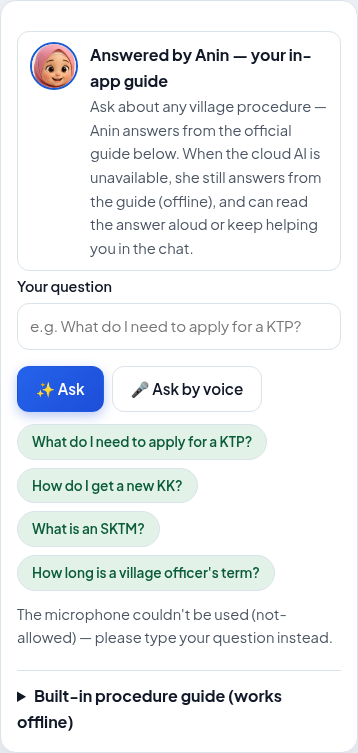 Answered by Anin — your in-
app guide
Ask about any village procedure —
Anin answers from the official
guide below. When the cloud AI is
unavailable, she still answers from
the guide (offline), and can read
the answer aloud or keep helping
you in the chat.
Your question
e.g. What do I need to apply for a KTP?
✨ Ask
🎤 Ask by voice
What do I need to apply for a KTP?
How do I get a new KK?
What is an SKTM?
How long is a village officer's term?
The microphone couldn't be used (not-
allowed) — please type your question instead.
▶ Built-in procedure guide (works
offline)